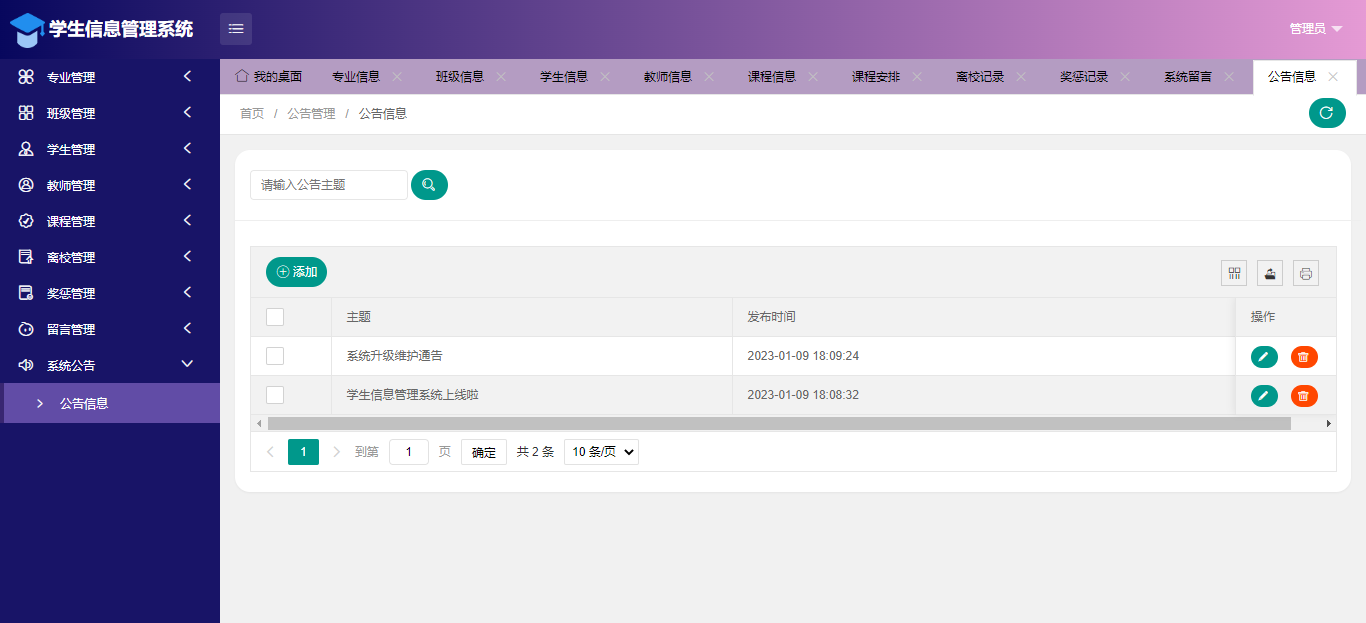 学生信息管理系统
管理员
专业管理
班级管理
学生管理
教师管理
课程管理
离校管理
奖惩管理
留言管理
系统公告
公告信息
我的桌面 专业信息 班级信息 学生信息 教师信息 课程信息 课程安排 离校记录 奖惩记录 系统留言 公告信息
首页 / 公告管理 / 公告信息
请输入公告主题
添加
主题 发布时间 操作
系统升级维护通告 2023-01-09 18:09:24
学生信息管理系统上线啦 2023-01-09 18:08:32
1 到第 1 页 确定 共 2 条 10 条/页